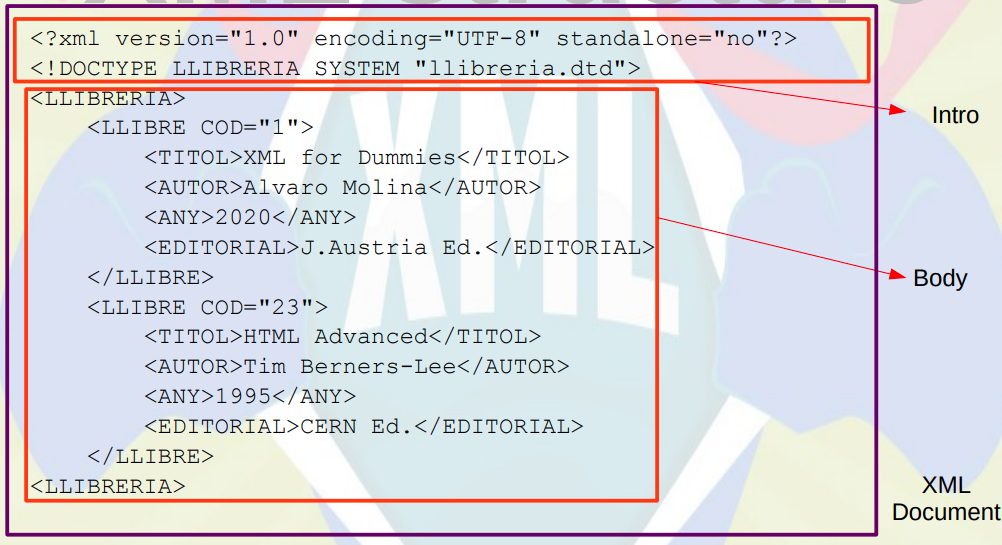 <?xml version="1.0" encoding="UTF-8" standalone="no"?>
<!DOCTYPE LLIBRERIA SYSTEM "llibreria.dtd">
<LLIBRERIA>
Intro
<LLIBRE COD="1">
<TITOL>XML for Dummies</TITOL>
<AUTOR>Alvaro Molina</AUTOR>
<ANY>2020</ANY>
<EDITORIAL>J.Austria Ed.</EDITORIAL>
</LLIBRE>
Body
<LLIBRE COD="23">
<TITOL>HTML Advanced</TITOL>
<AUTOR>Tim Berners-Lee</AUTOR>
<ANY>1995</ANY>
<EDITORIAL>CERN Ed.</EDITORIAL>
</LLIBRE>
<LLIBRERIA>
XML
Document
XML